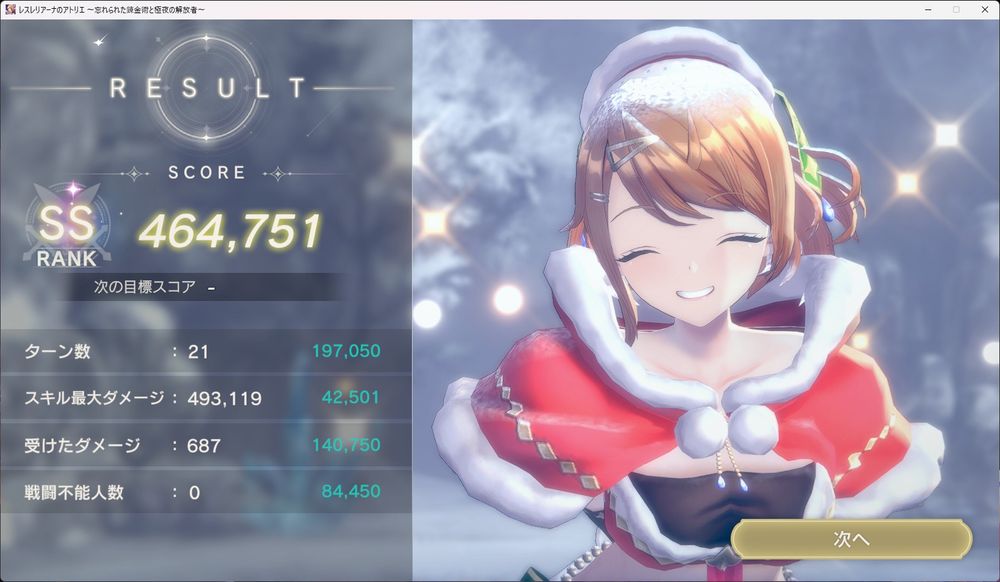 レスレリアーナのアトリエ ～忘れられた錬金術と極夜の解放者～
RESULT
SCORE
SS
RANK
464,751
次の目標スコア -
ターン数 : 21 197,050
スキル最大ダメージ : 493,119 42,501
受けたダメージ : 687 140,750
戦闘不能人数 : 0 84,450
次へ